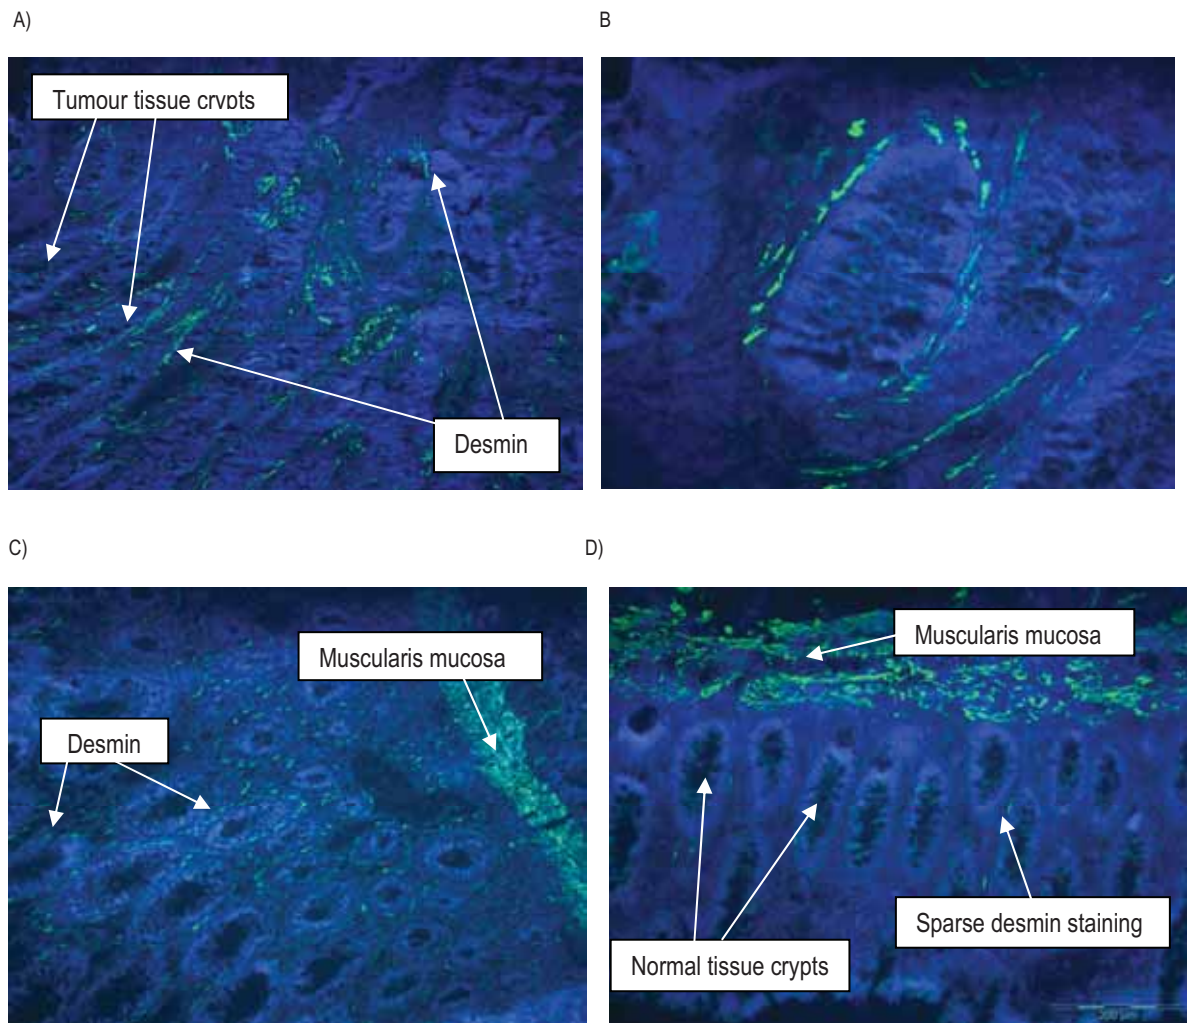 A)
B
Tumour tissue crypts
Desmin
C)
D)
Muscularis mucosa
Desmin
Muscularis mucosa
Sparse desmin staining
Normal tissue crypts